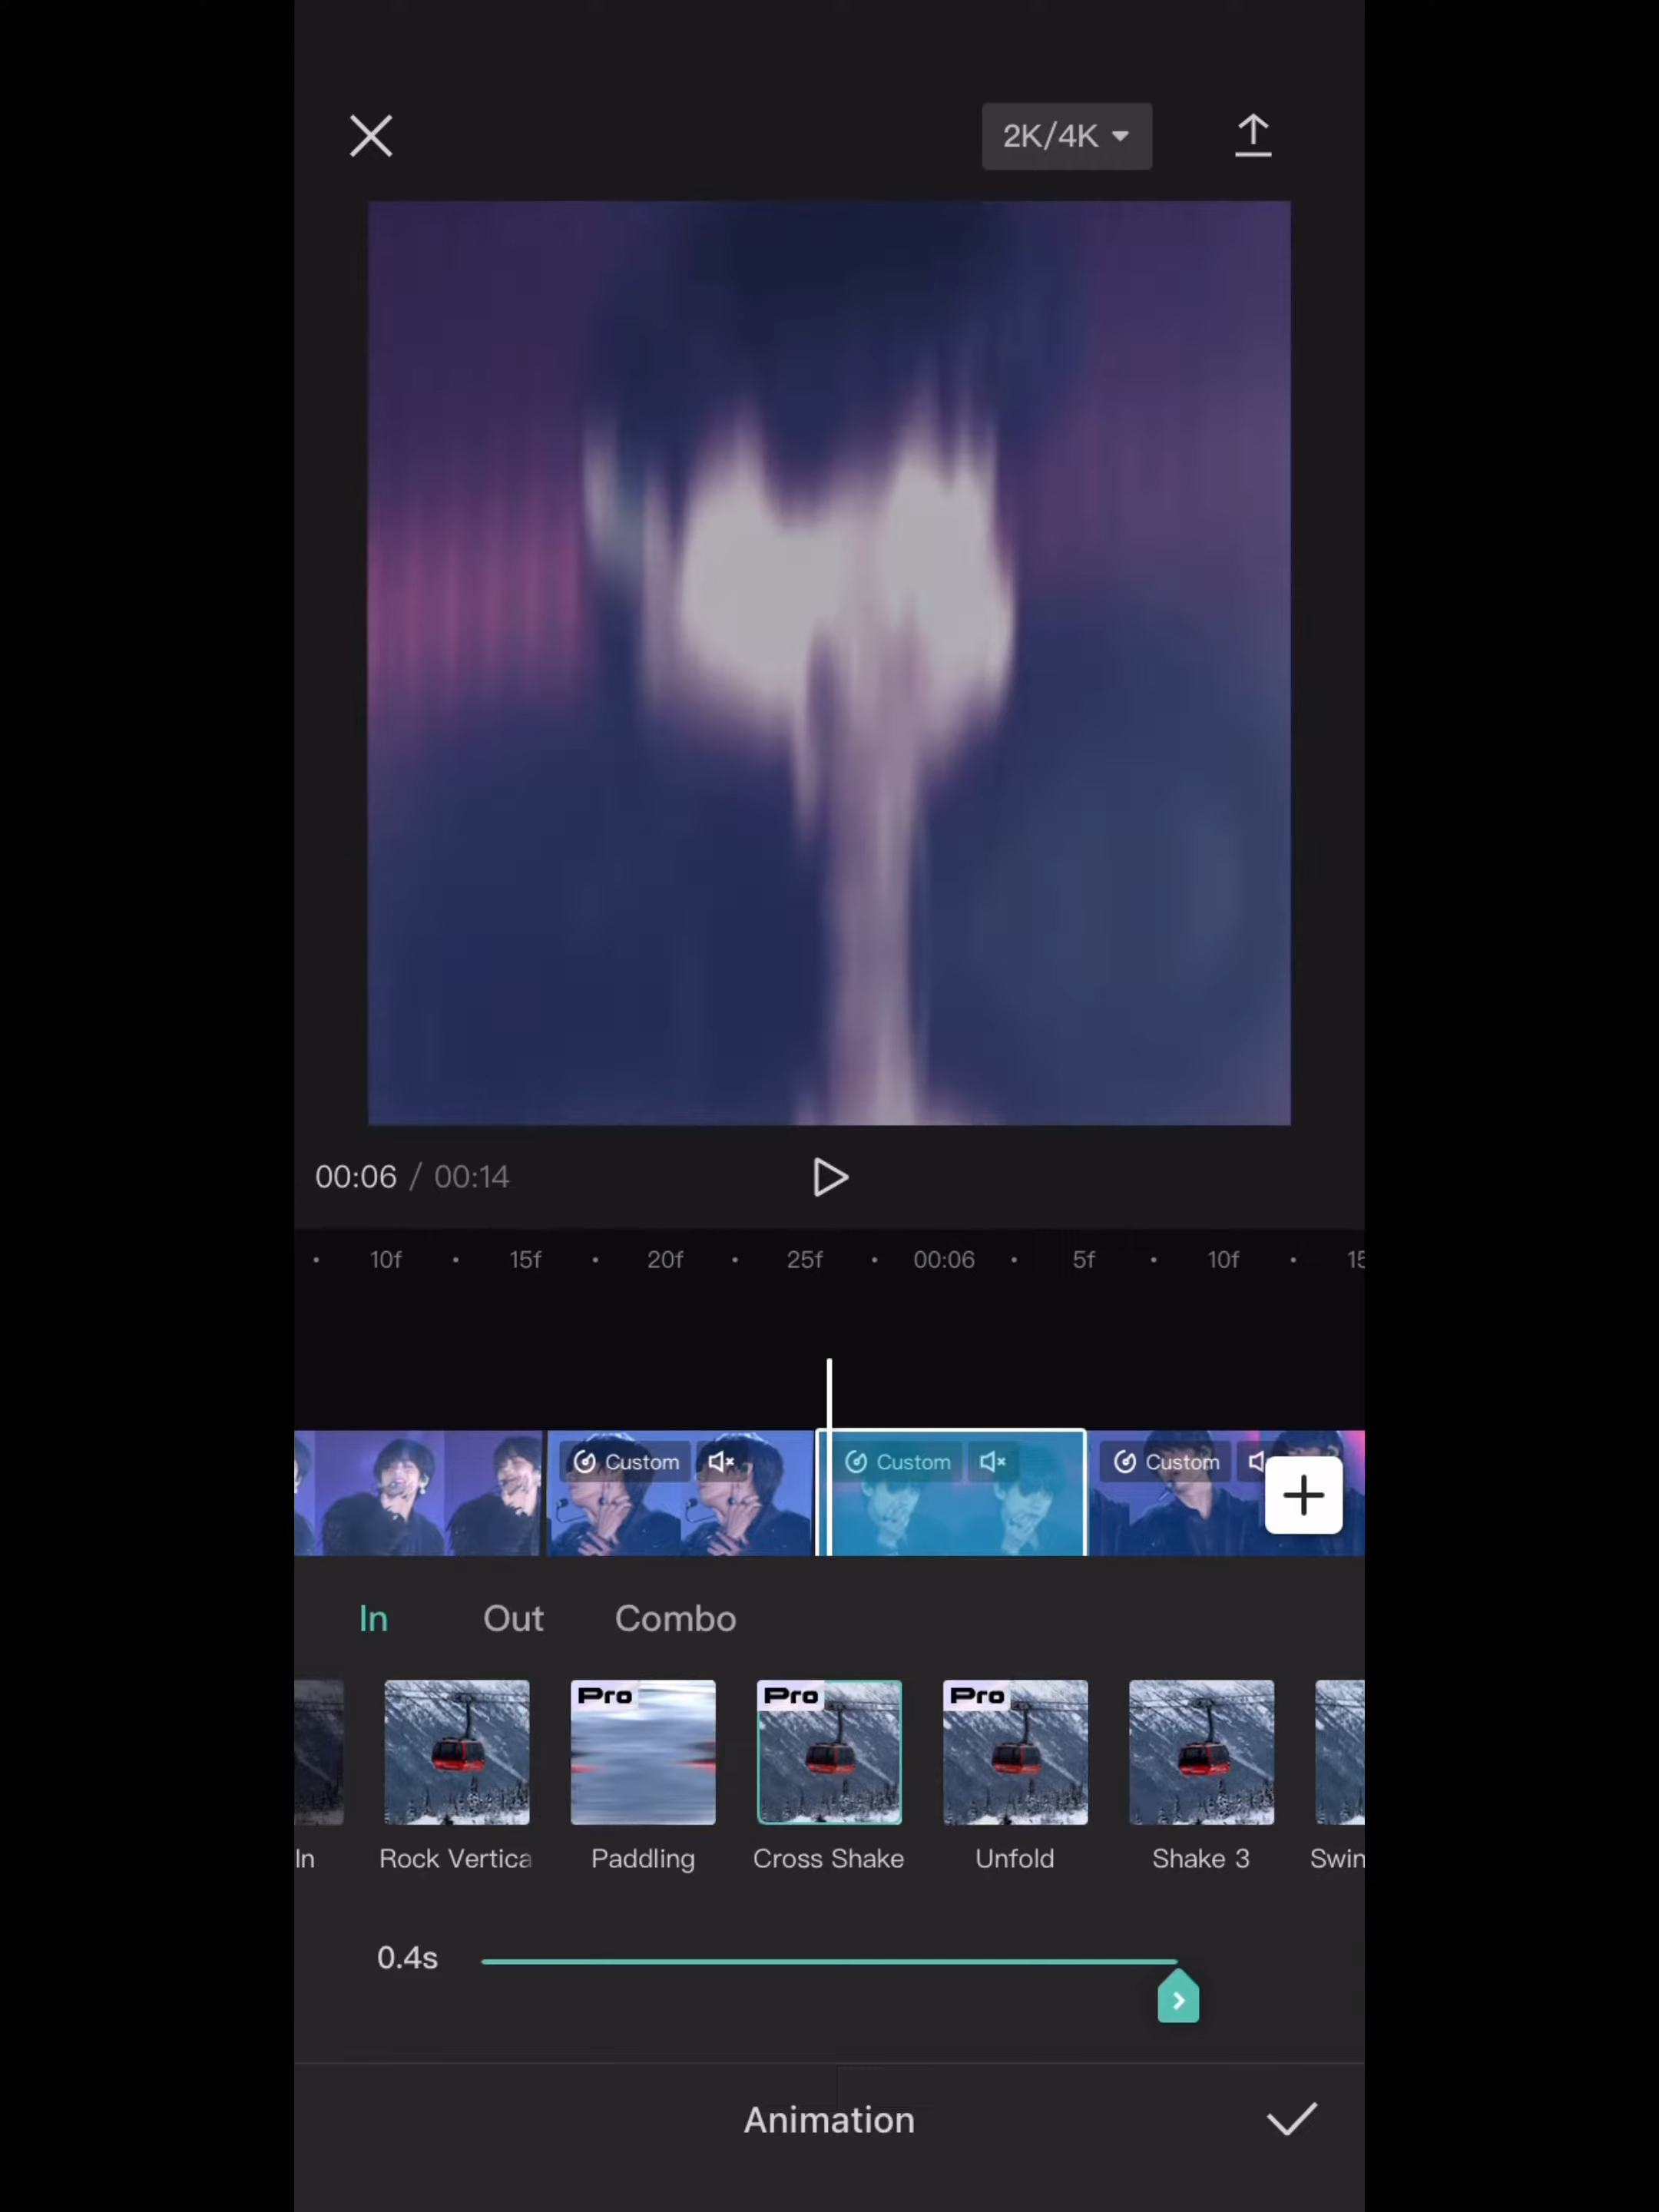 2K/4K
00:06 / 00:14
10f 15f 20f 25f 00:06 5f 10f 15
Custom Custom Custom
In Out Combo
Pro Pro Pro
In Rock Vertica Paddling Cross Shake Unfold Shake 3 Swin
0.4s
Animation